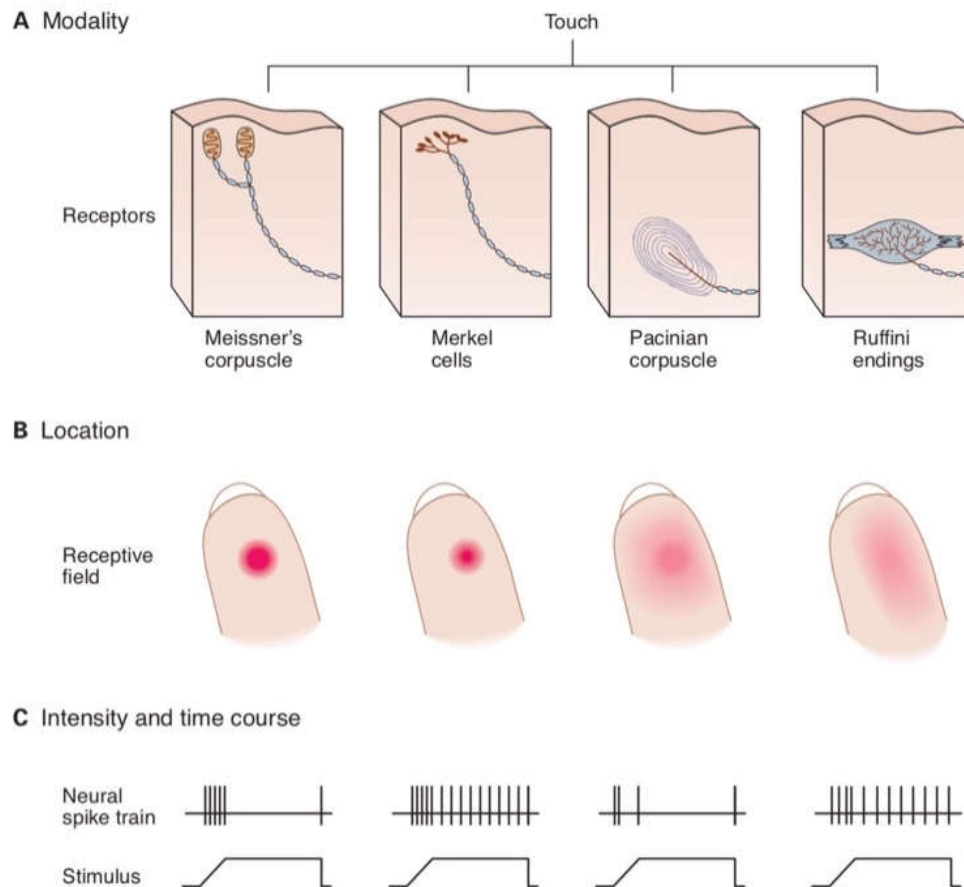 A Modality
Touch
Receptors
Meissner's
corpuscle
Merkel
cells
Pacinian
corpuscle
Ruffini
endings
B Location
Receptive
field
C Intensity and time course
Neural
spike train
Stimulus